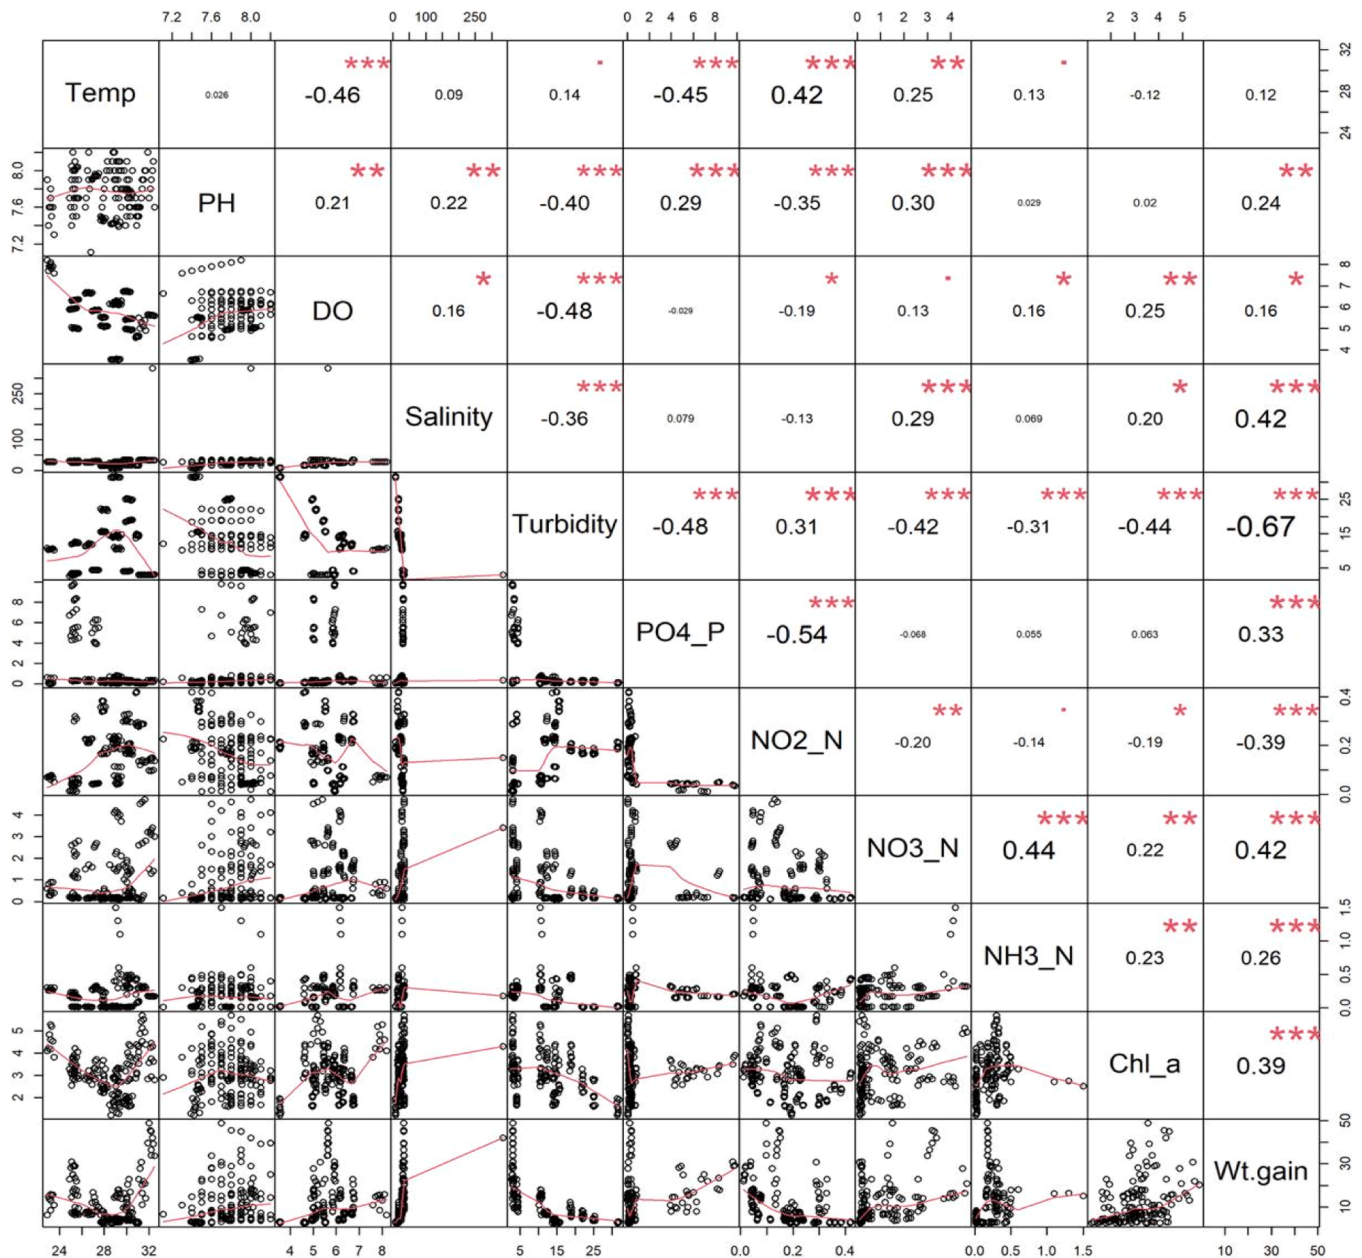 7.2 7.6 8.0 0 100 250 0 2 4 6 8 0 1 2 3 4 2 3 4 5
*** ▪ *** *** ** ▪
Temp 0.026 -0.46 0.09 0.14 -0.45 0.42 0.25 0.13 -0.12 0.12
24 28 32
** ** *** *** *** *** **
7.2 7.6 8.0 PH 0.21 0.22 -0.40 0.29 -0.35 0.30 0.029 0.02 0.24
* *** * ▪ * ** *
DO 0.16 -0.48 -0.029 -0.19 0.13 0.16 0.25 0.16
4 5 6 7 8
*** *** * ***
0 100 250 Salinity -0.36 0.079 -0.13 0.29 0.069 0.20 0.42
*** *** *** *** *** ***
Turbidity -0.48 0.31 -0.42 -0.31 -0.44 -0.67
5 15 25
*** ***
0 2 4 6 8 PO4_P -0.54 -0.068 0.055 0.063 0.33
** ▪ * ***
NO2_N -0.20 -0.14 -0.19 -0.39
0.0 0.2 0.4
*** ** ***
0 1 2 3 4 NO3_N 0.44 0.22 0.42
** ***
NH3_N 0.23 0.26
0.0 0.5 1.0 1.5
***
2 3 4 5 Chl_a 0.39
Wt.gain
10 30 50
24 28 32 4 5 6 7 8 5 15 25 0.0 0.2 0.4 0.0 0.5 1.0 1.5 10 30 50